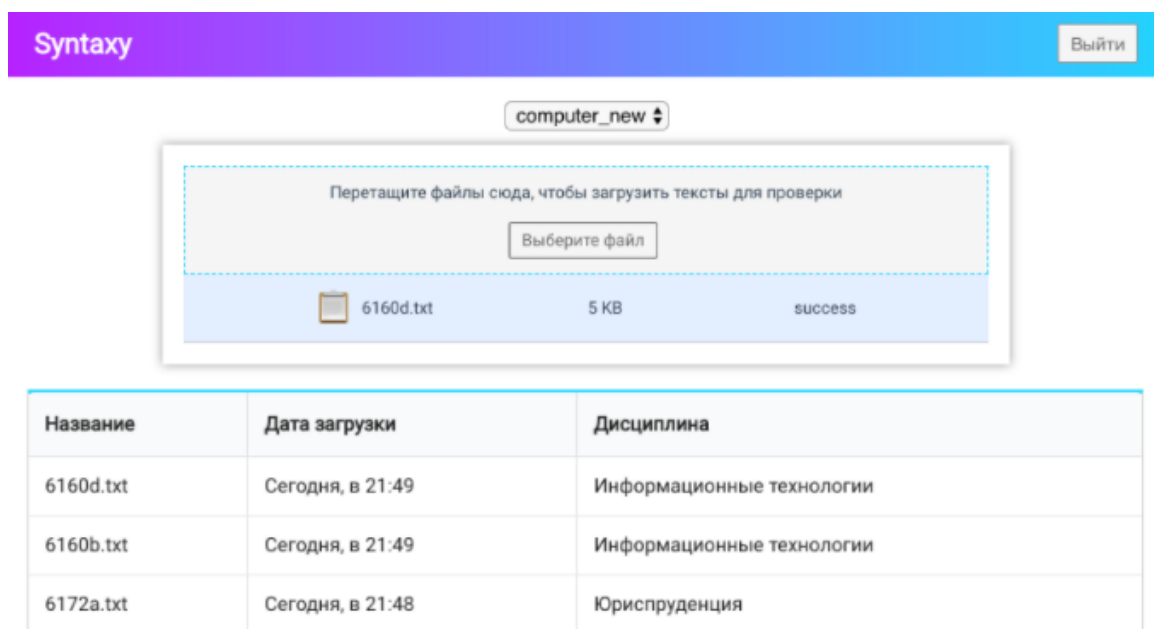 Syntaxy Выйти
computer_new
Перетащите файлы сюда, чтобы загрузить тексты для проверки
Выберите файл
6160d.txt 5 KB success
Название Дата загрузки Дисциплина
6160d.txt Сегодня, в 21:49 Информационные технологии
6160b.txt Сегодня, в 21:49 Информационные технологии
6172a.txt Сегодня, в 21:48 Юриспруденция